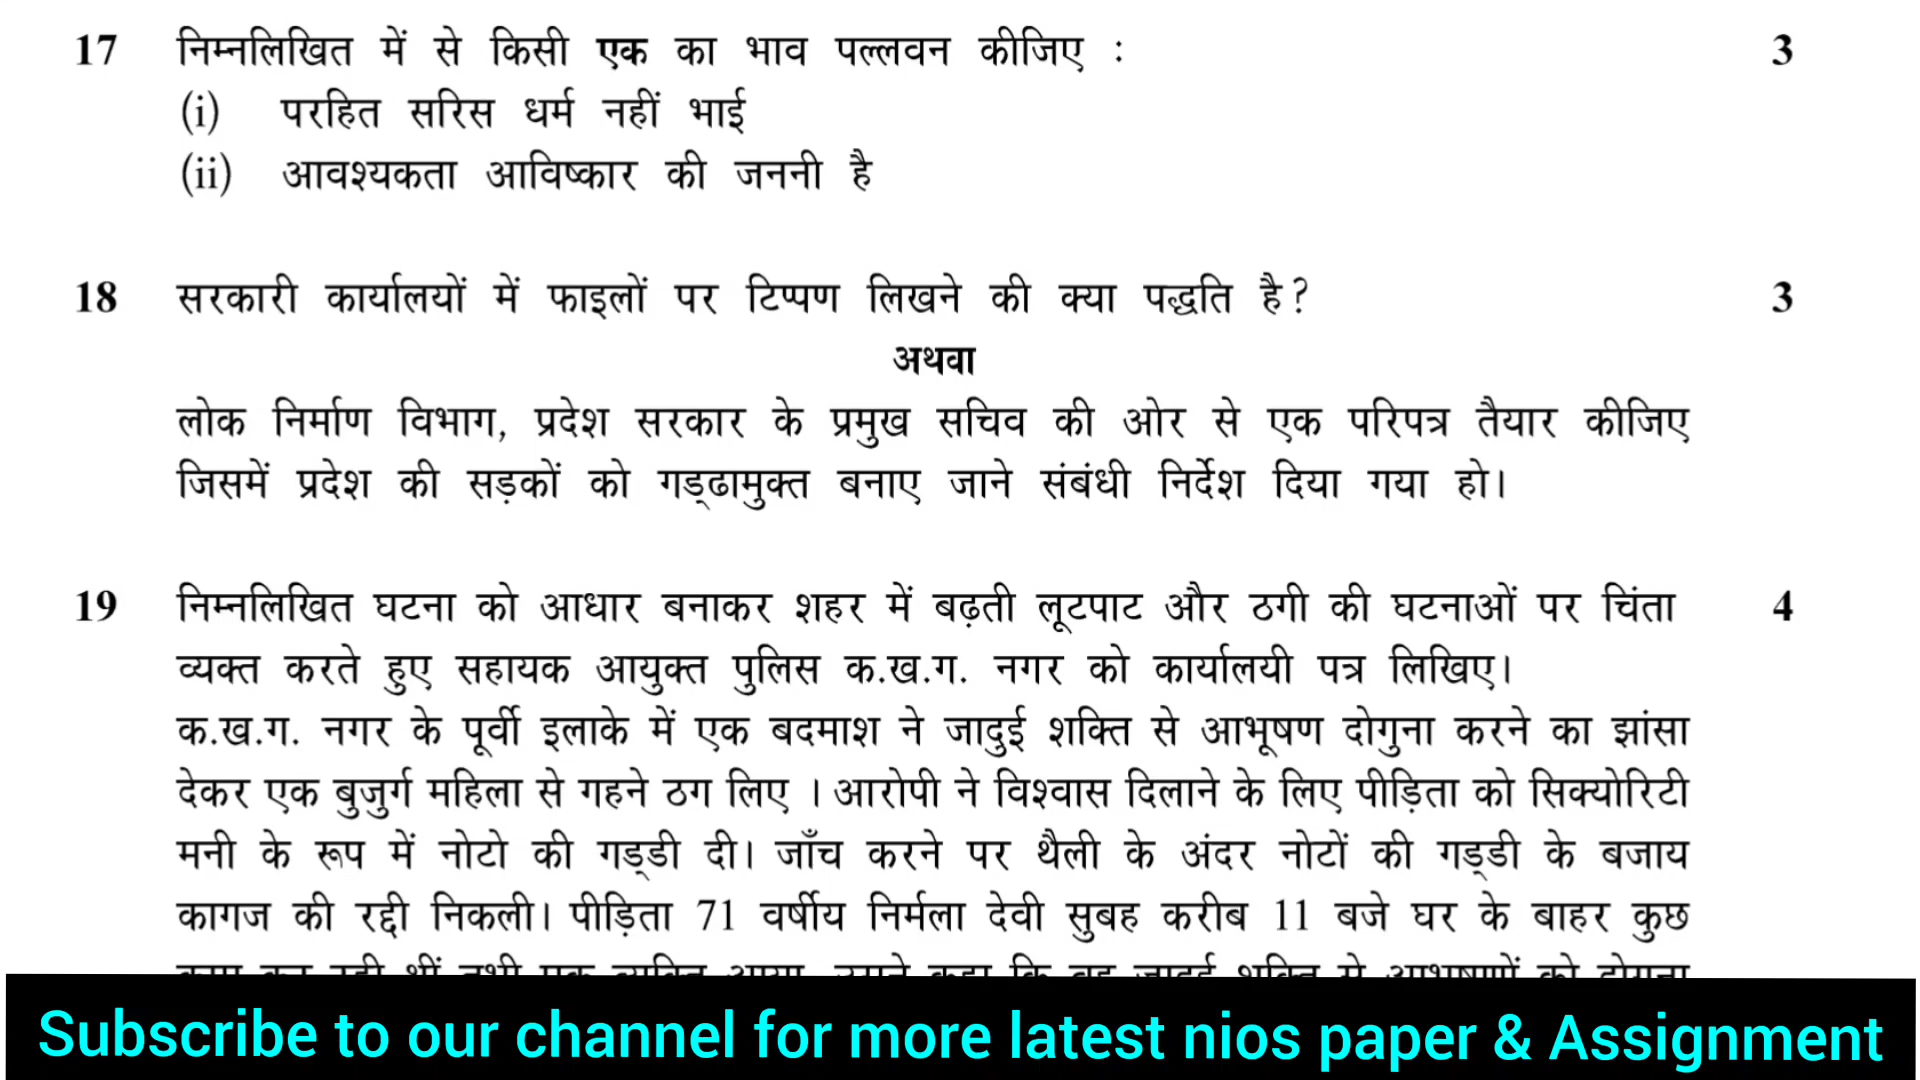 17 निम्नलिखित में से किसी एक का भाव पल्लवन कीजिए : 3
(i) परहित सरिस धर्म नहीं भाई
(ii) आवश्यकता आविष्कार की जननी है
18 सरकारी कार्यालयों में फाइलों पर टिप्पण लिखने की क्या पद्धति है? 3
अथवा
लोक निर्माण विभाग, प्रदेश सरकार के प्रमुख सचिव की ओर से एक परिपत्र तैयार कीजिए
जिसमें प्रदेश की सड़कों को गड्ढामुक्त बनाए जाने संबंधी निर्देश दिया गया हो।
19 निम्नलिखित घटना को आधार बनाकर शहर में बढ़ती लूटपाट और ठगी की घटनाओं पर चिंता 4
व्यक्त करते हुए सहायक आयुक्त पुलिस क.ख.ग. नगर को कार्यालयी पत्र लिखिए।
क.ख.ग. नगर के पूर्वी इलाके में एक बदमाश ने जादुई शक्ति से आभूषण दोगुना करने का झांसा
देकर एक बुजुर्ग महिला से गहने ठग लिए । आरोपी ने विश्वास दिलाने के लिए पीड़िता को सिक्योरिटी
मनी के रूप में नोटो की गड्डी दी। जाँच करने पर थैली के अंदर नोटों की गड्डी के बजाय
कागज की रद्दी निकली। पीड़िता 71 वर्षीय निर्मला देवी सुबह करीब 11 बजे घर के बाहर कुछ
Subscribe to our channel for more latest nios paper & Assignment